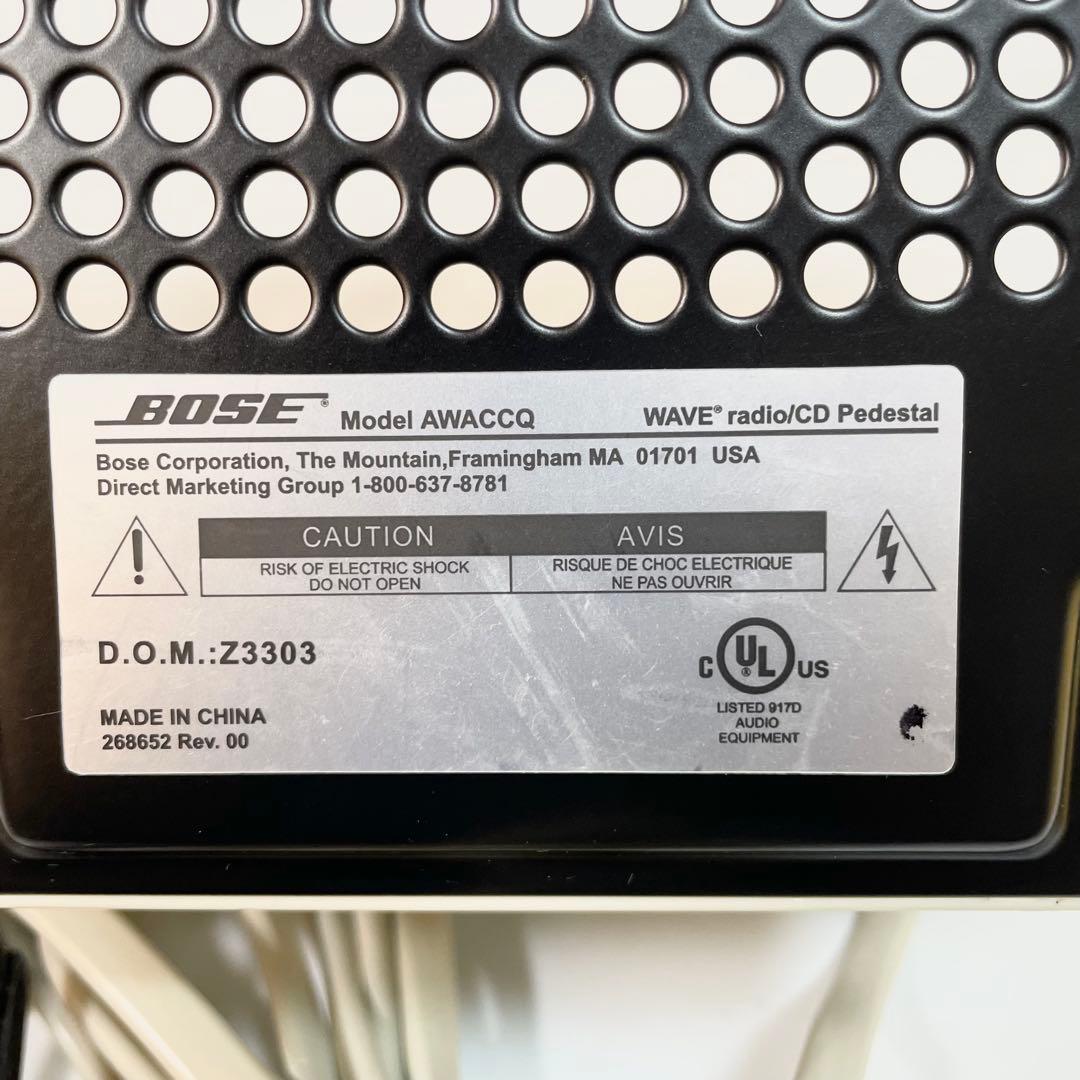 BOSE® Model AWACCQ WAVE® radio/CD Pedestal
Bose Corporation, The Mountain,Framingham MA 01701 USA
Direct Marketing Group 1-800-637-8781
CAUTION AVIS
RISK OF ELECTRIC SHOCK RISQUE DE CHOC ELECTRIQUE
DO NOT OPEN NE PAS OUVRIR
D.O.M.:Z3303
C UL® US
LISTED 917D
AUDIO
EQUIPMENT
MADE IN CHINA
268652 Rev. 00